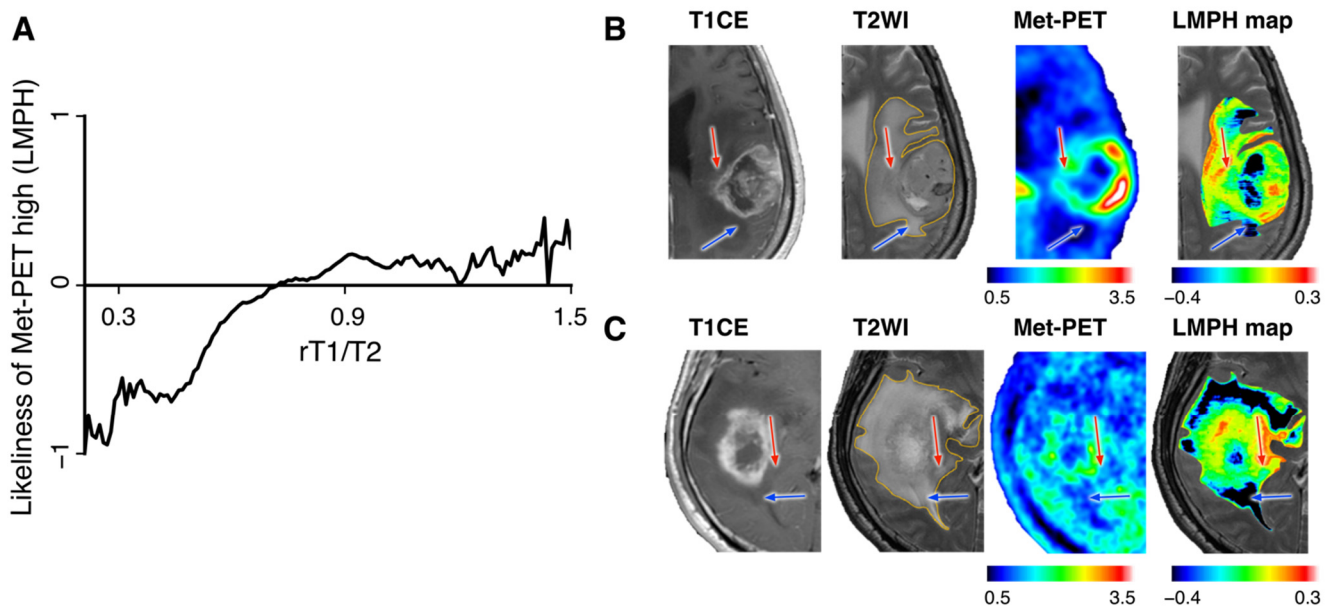 A
Likeliness of Met-PET high (LMPH)
1
0
−1
0.3 0.9 1.5
rT1/T2
B
T1CE T2WI Met-PET LMPH map
0.5 3.5 −0.4 0.3
C
T1CE T2WI Met-PET LMPH map
0.5 3.5 −0.4 0.3